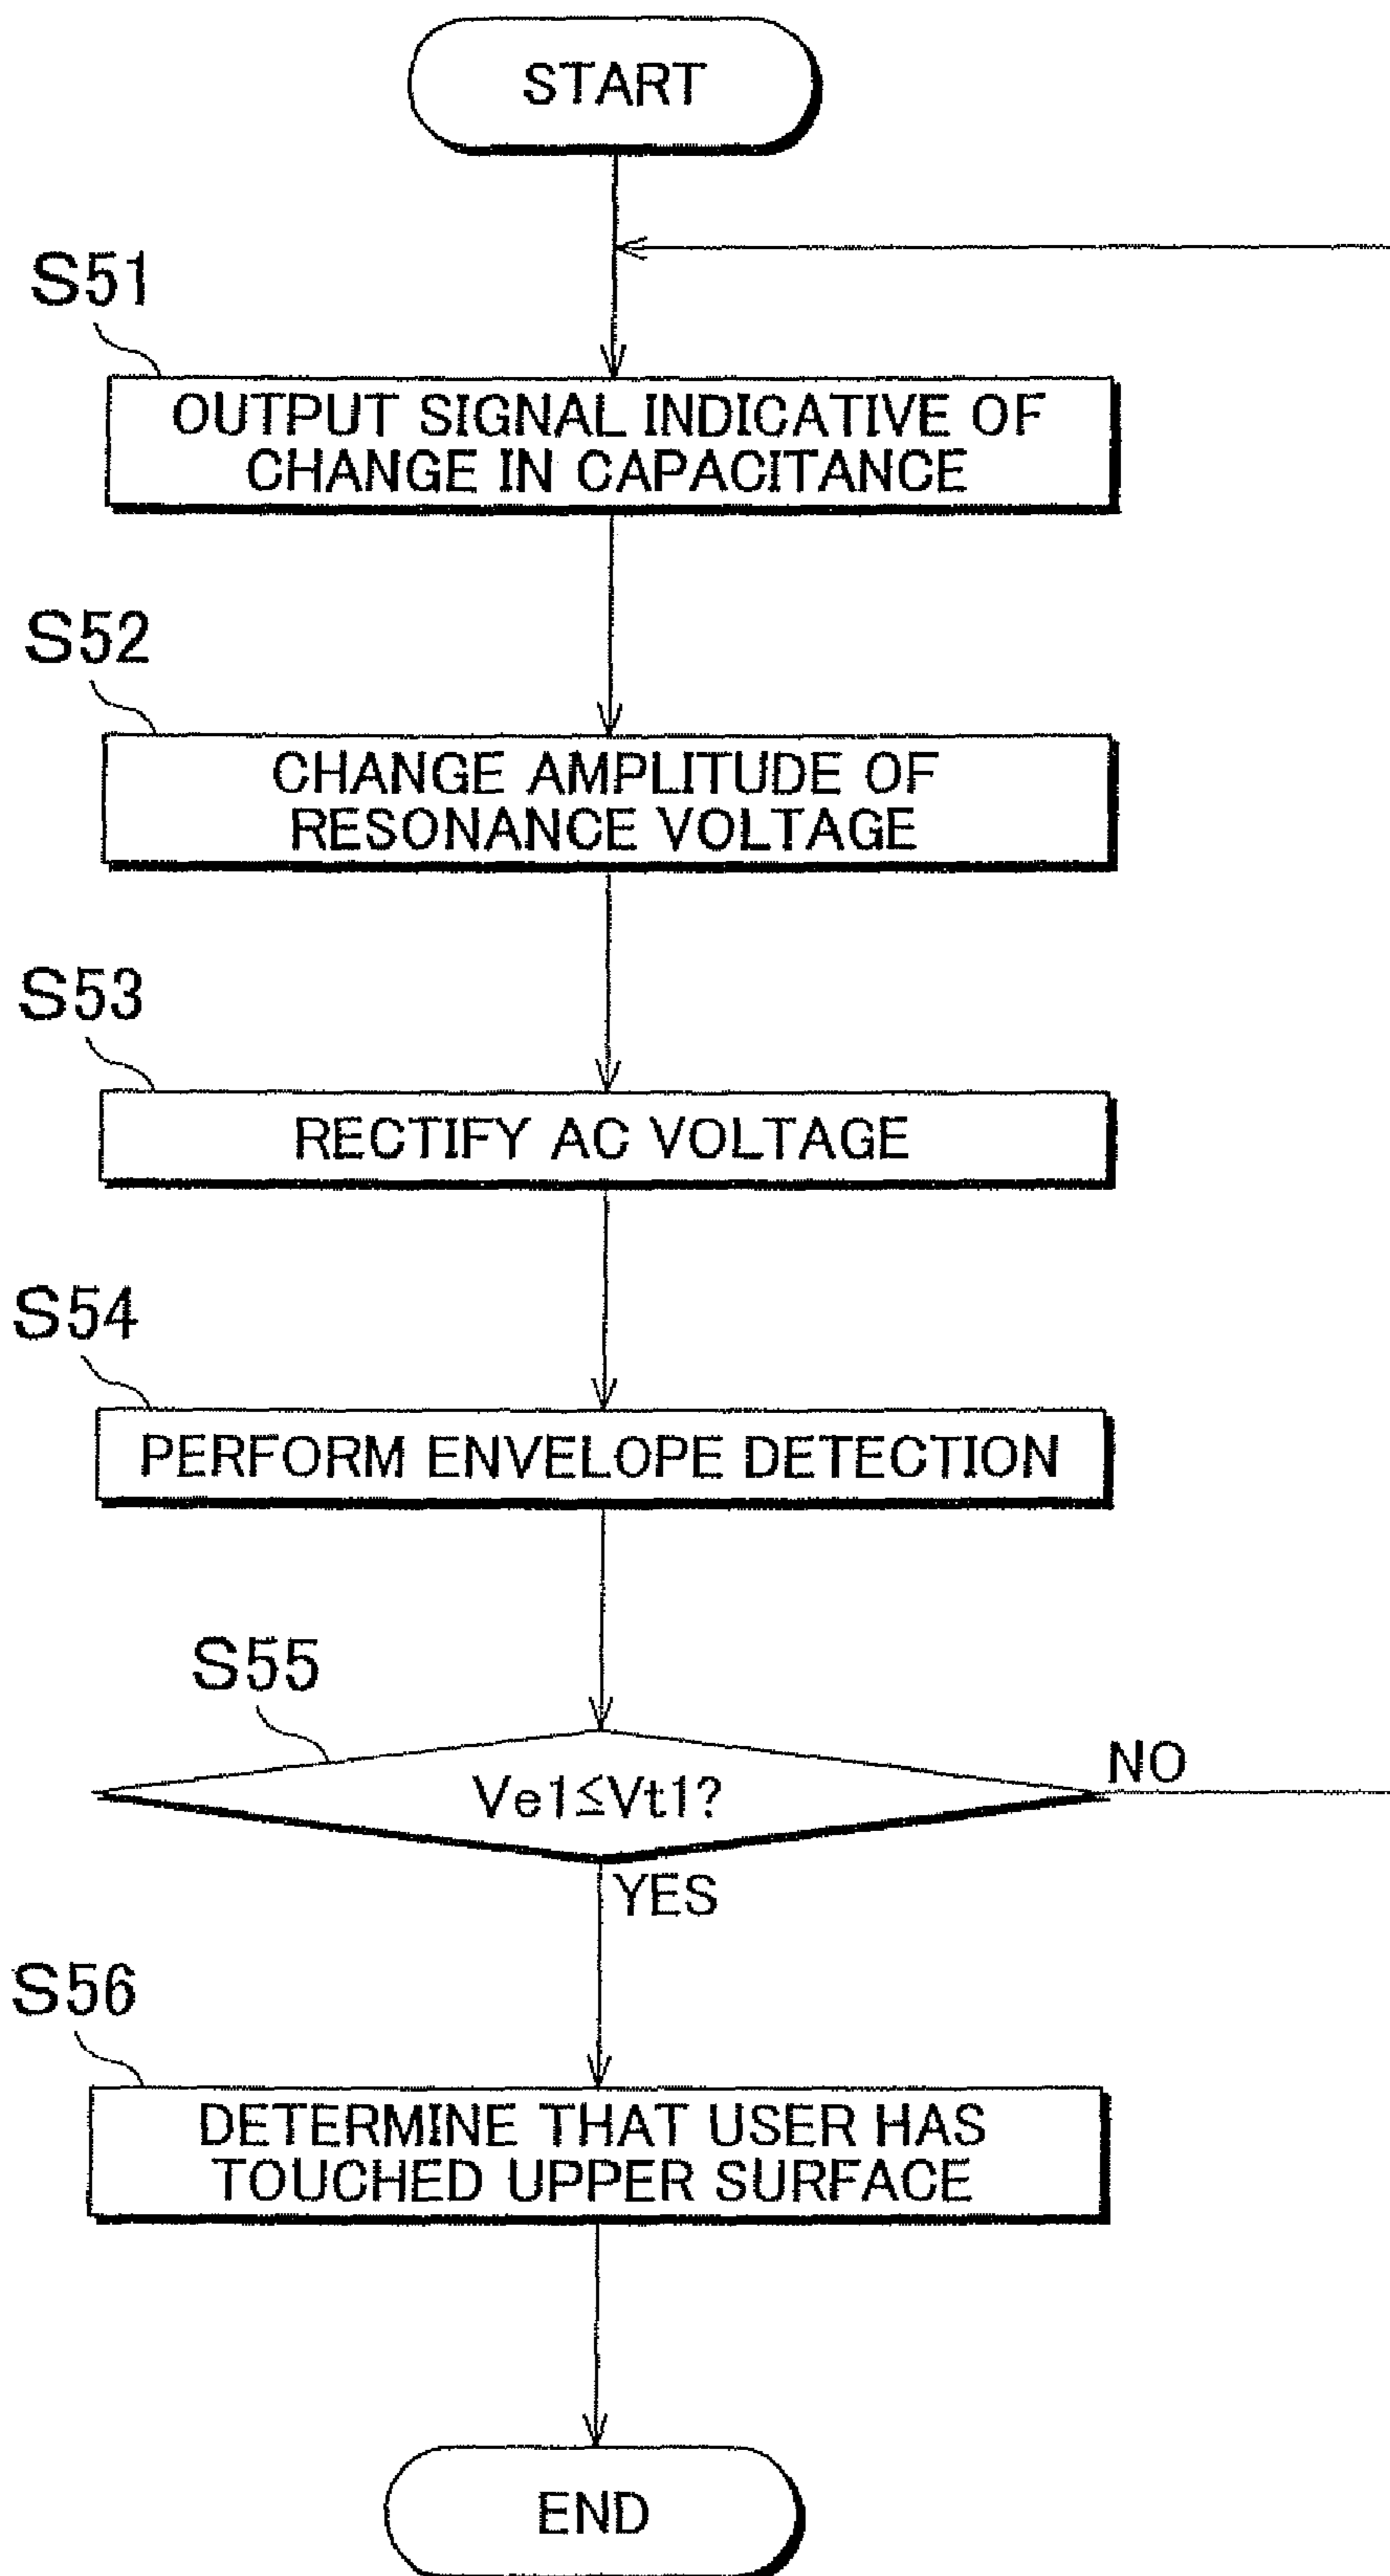 START
S51
OUTPUT SIGNAL INDICATIVE OF
CHANGE IN CAPACITANCE
S52
CHANGE AMPLITUDE OF
RESONANCE VOLTAGE
S53
RECTIFY AC VOLTAGE
S54
PERFORM ENVELOPE DETECTION
S55
Ve1≦Vt1?
NO
YES
S56
DETERMINE THAT USER HAS
TOUCHED UPPER SURFACE
END